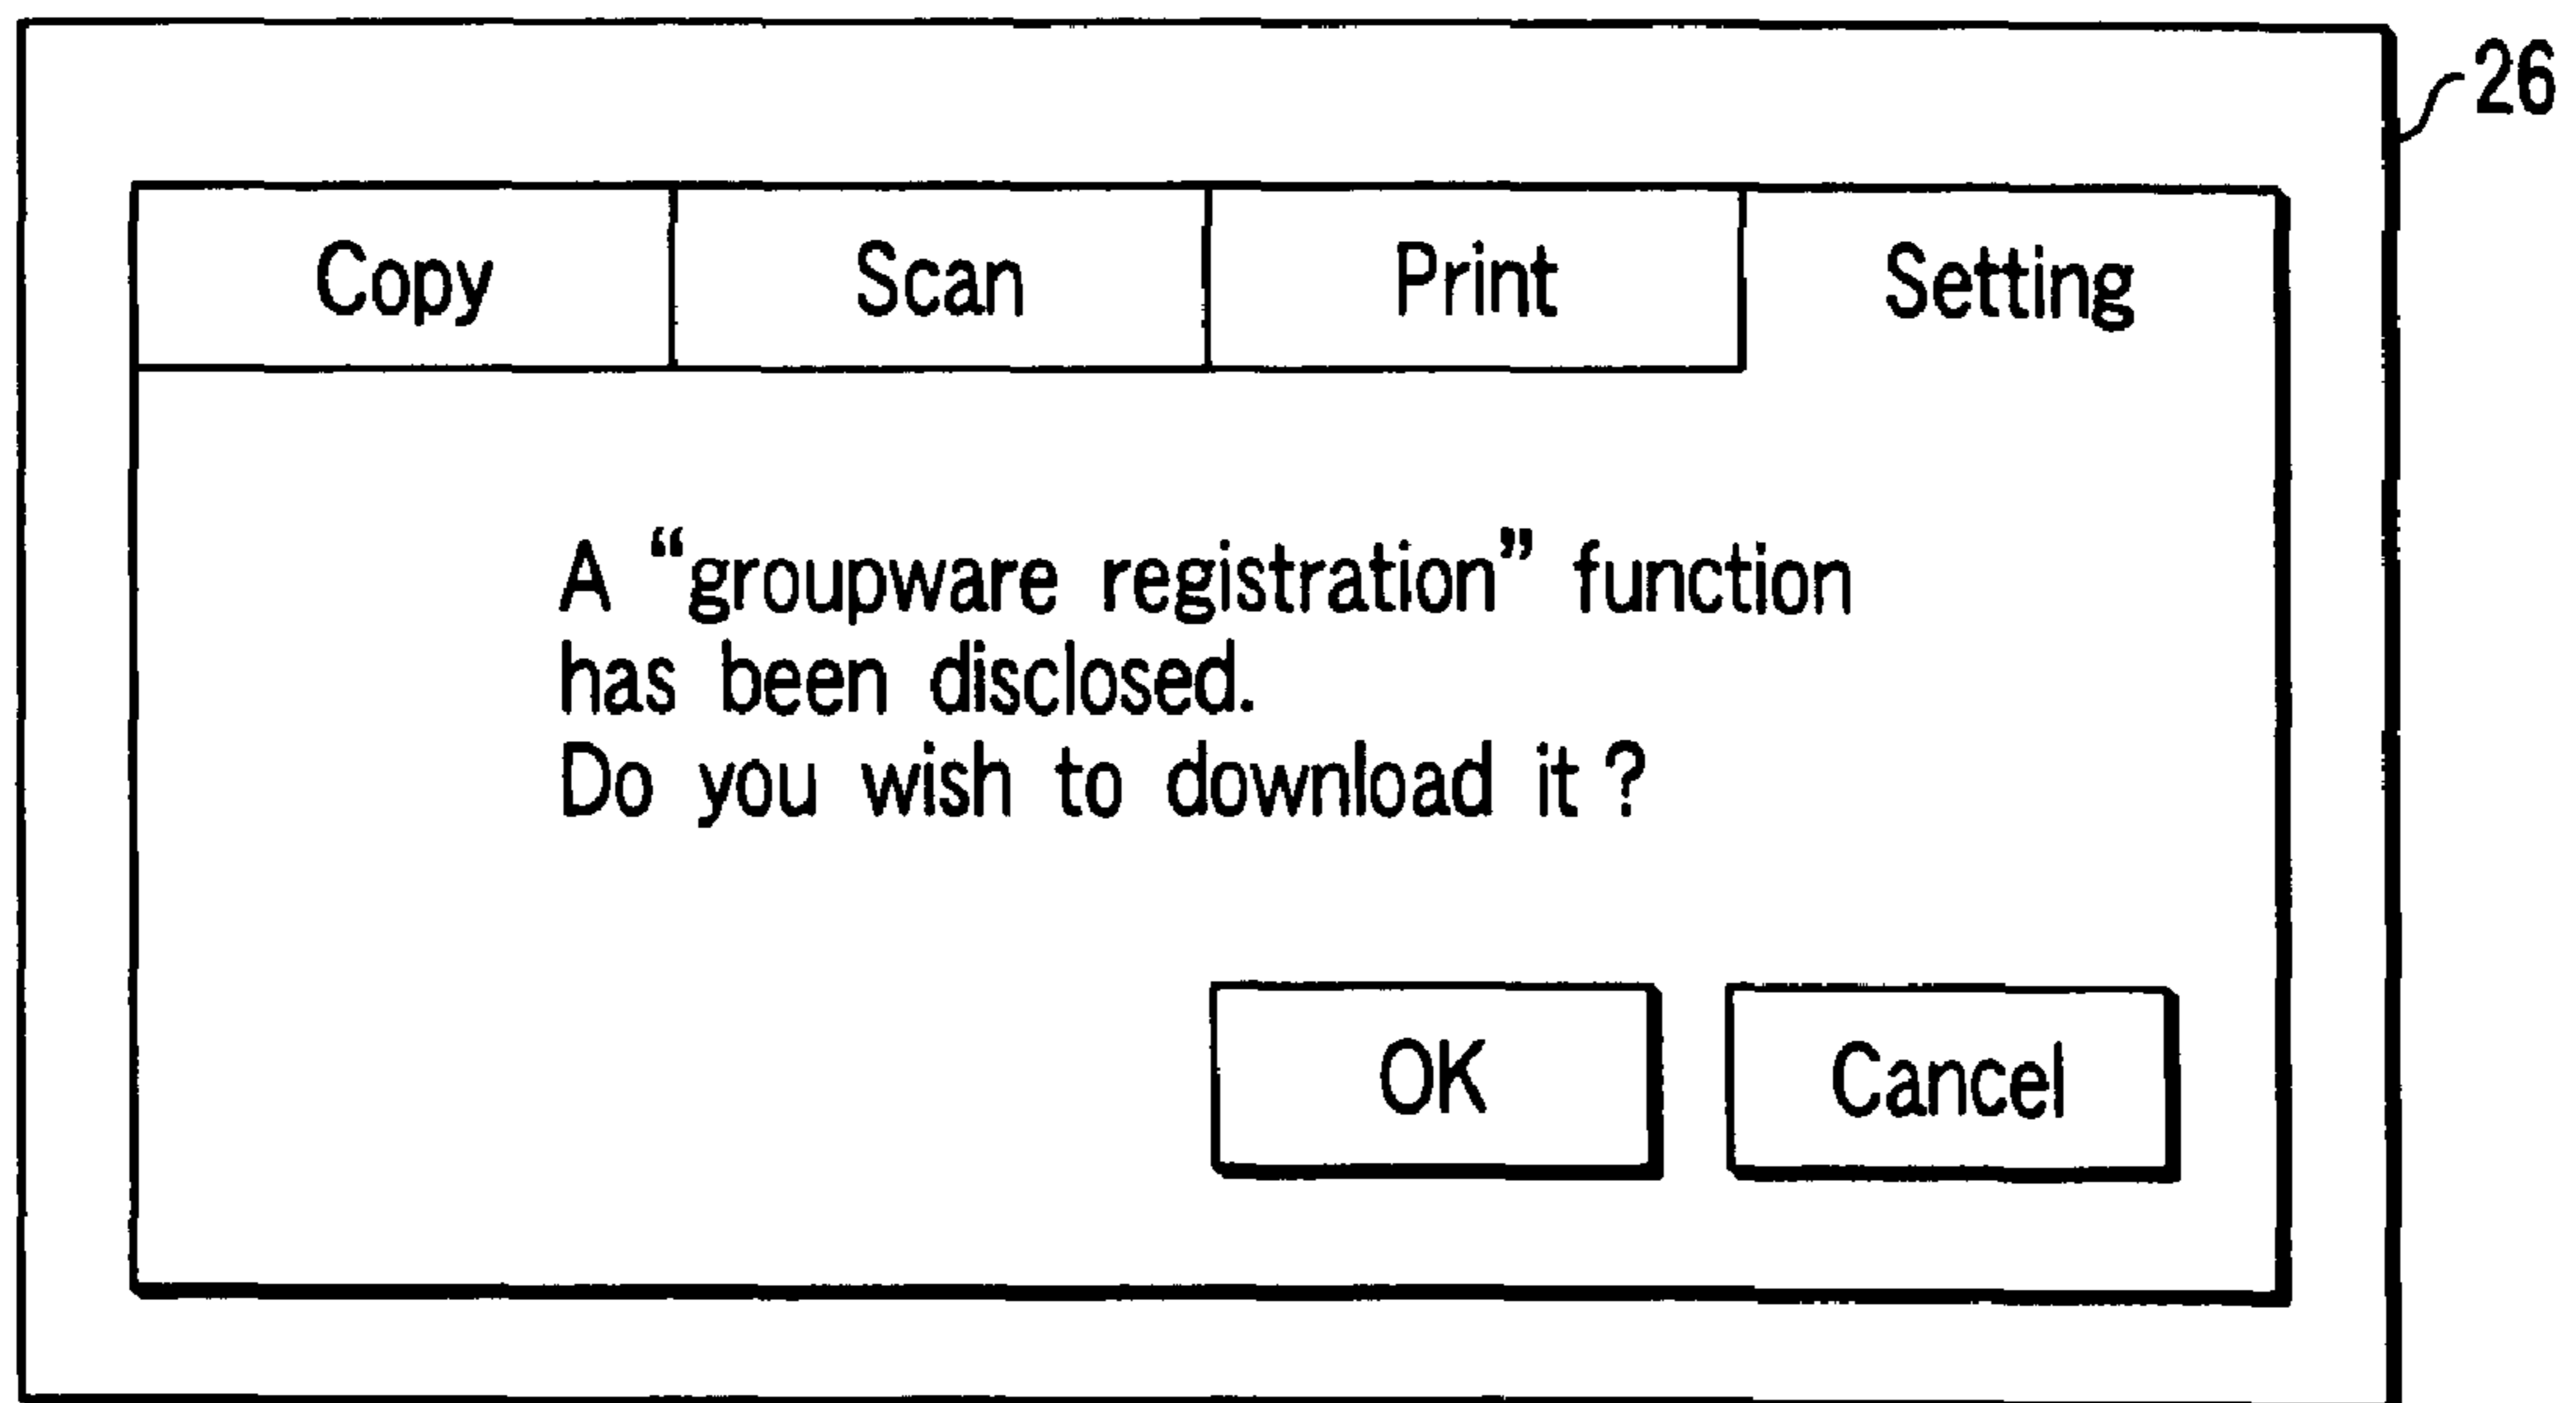 26
Copy Scan Print Setting
A “groupware registration” function
has been disclosed.
Do you wish to download it ?
OK Cancel